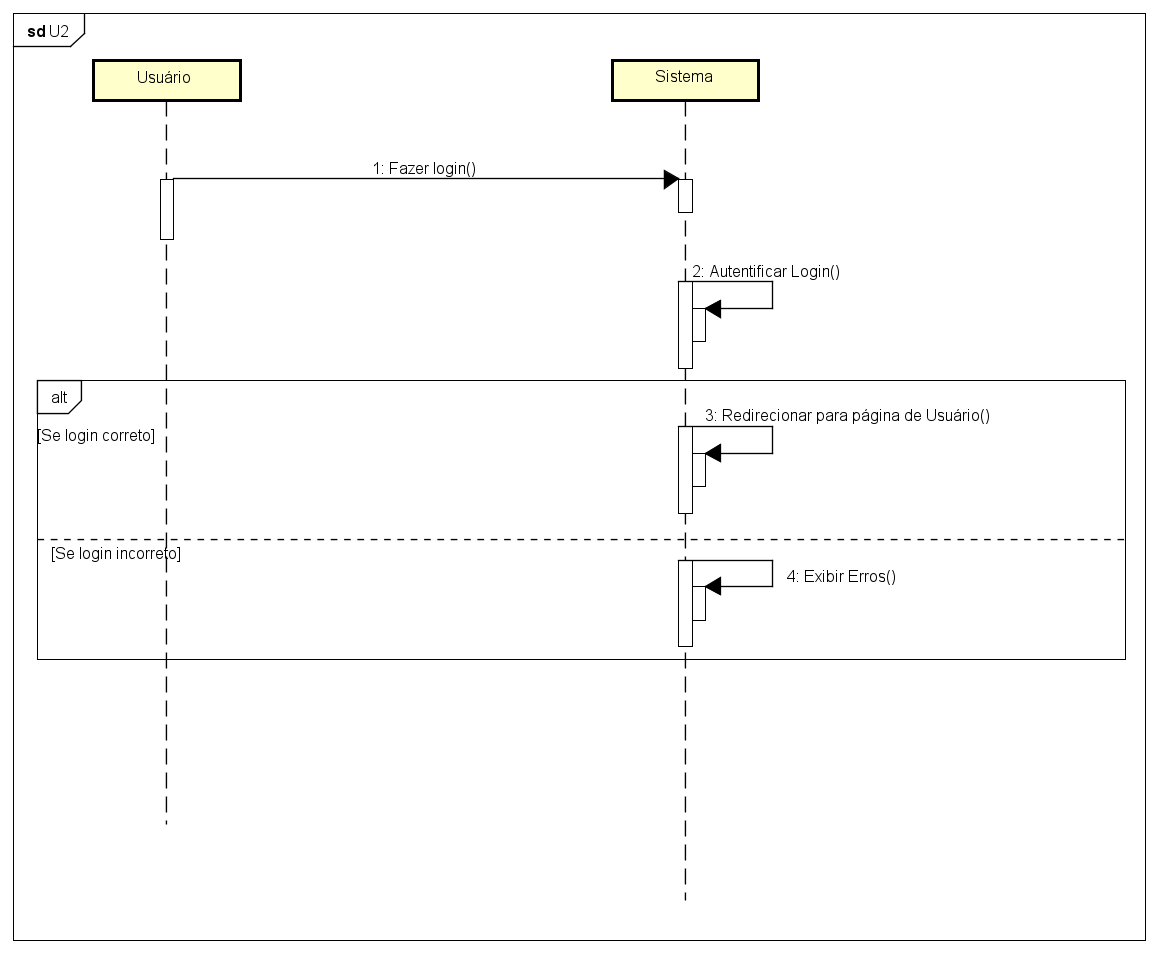 sd U2
Usuário
Sistema
1: Fazer login()
2: Autentificar Login()
alt
3: Redirecionar para página de Usuário()
[Se login correto]
[Se login incorreto]
4: Exibir Erros()